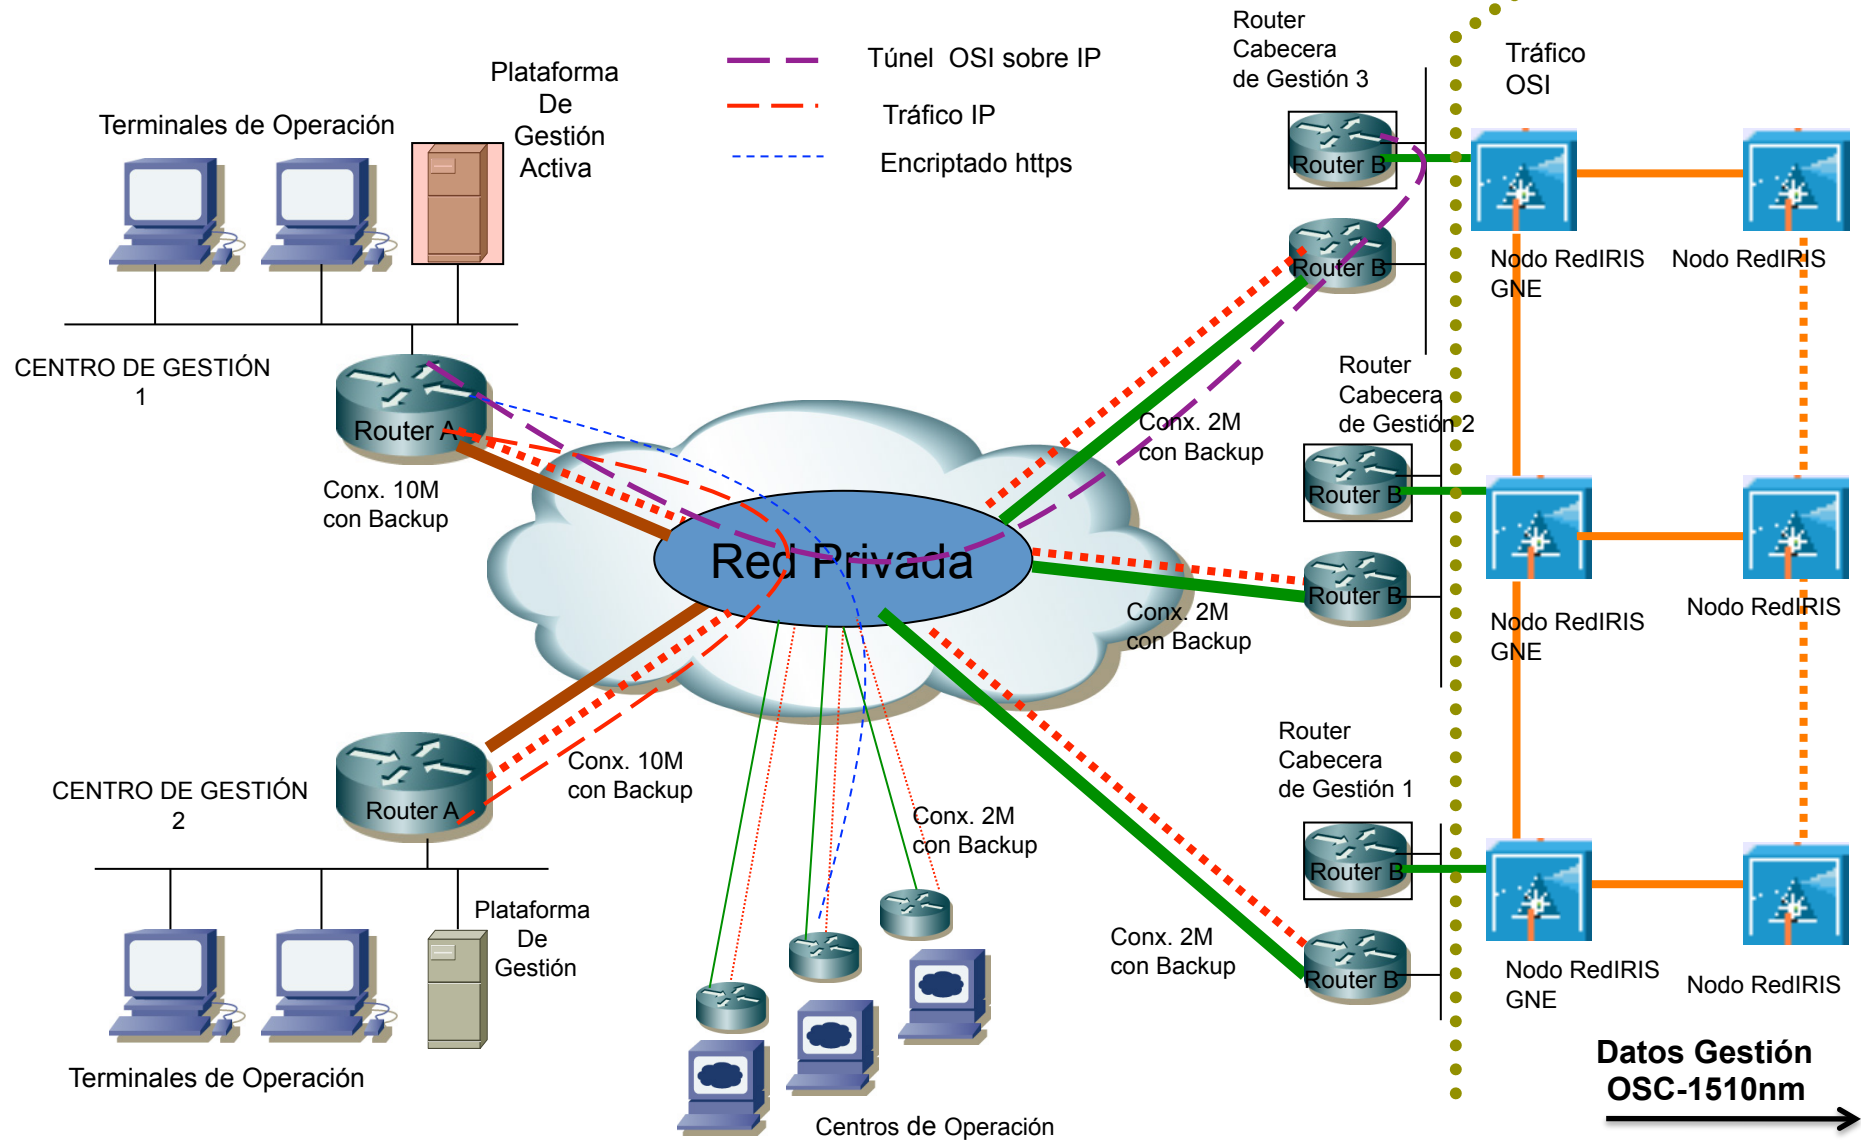 Túnel  OSI sobre IP
Tráfico IP
Encriptado https
Plataforma
De
Gestión
Activa
Terminales de Operación
CENTRO DE GESTIÓN
1
Router A
Conx. 10M
con Backup
Red Privada
CENTRO DE GESTIÓN
2
Router A
Conx. 10M
con Backup
Plataforma
De
Gestión
Terminales de Operación
Conx. 2M
con Backup
Centros de Operación
Router
Cabecera
de Gestión 3
Router B
Router B
Conx. 2M
con Backup
Router
Cabecera
de Gestión 2
Router B
Router B
Conx. 2M
con Backup
Router
Cabecera
de Gestión 1
Router B
Router B
Conx. 2M
con Backup
Tráfico
OSI
Nodo RedIRIS
GNE
Nodo RedIRIS
Nodo RedIRIS
GNE
Nodo RedIRIS
Nodo RedIRIS
GNE
Nodo RedIRIS
Datos Gestión
OSC-1510nm